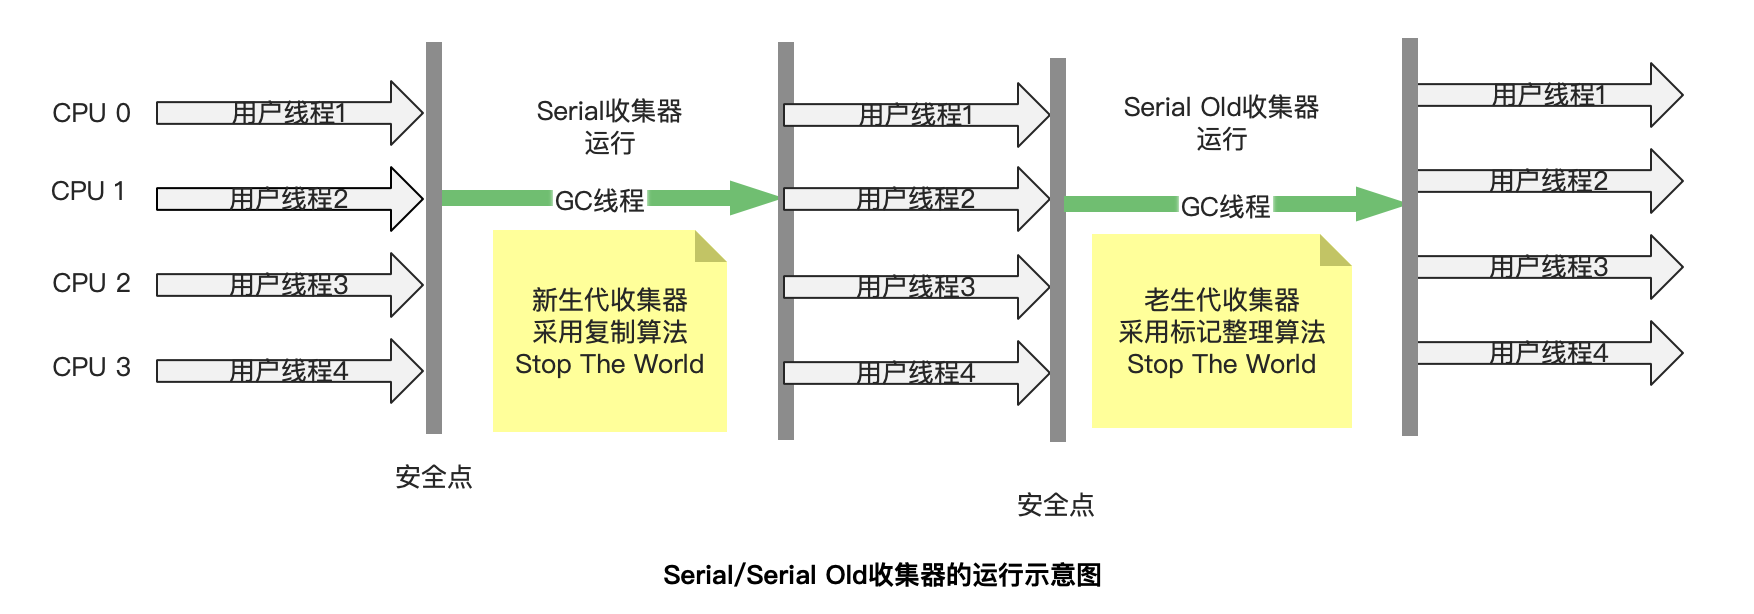 CPU 0
用户线程1
CPU 1
用户线程2
CPU 2
用户线程3
CPU 3
用户线程4
安全点
Serial收集器
运行
GC线程
新生代收集器
采用复制算法
Stop The World
用户线程1
用户线程2
用户线程3
用户线程4
安全点
Serial Old收集器
运行
GC线程
老生代收集器
采用标记整理算法
Stop The World
用户线程1
用户线程2
用户线程3
用户线程4
Serial/Serial Old收集器的运行示意图